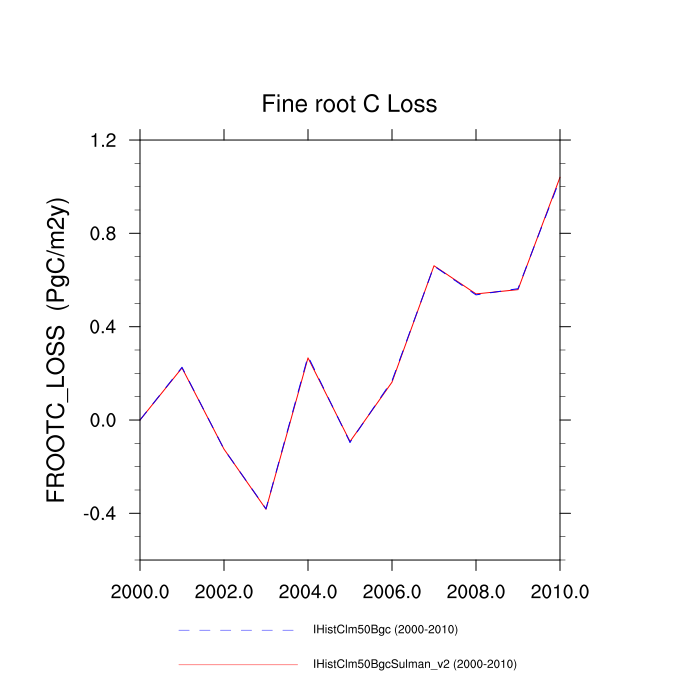 Fine root C Loss
FROOTC_LOSS (PgC/m2y)
1.2
0.8
0.4
0.0
-0.4
2000.0 2002.0 2004.0 2006.0 2008.0 2010.0
IHistClm50Bgc (2000-2010)
IHistClm50BgcSulman_v2 (2000-2010)